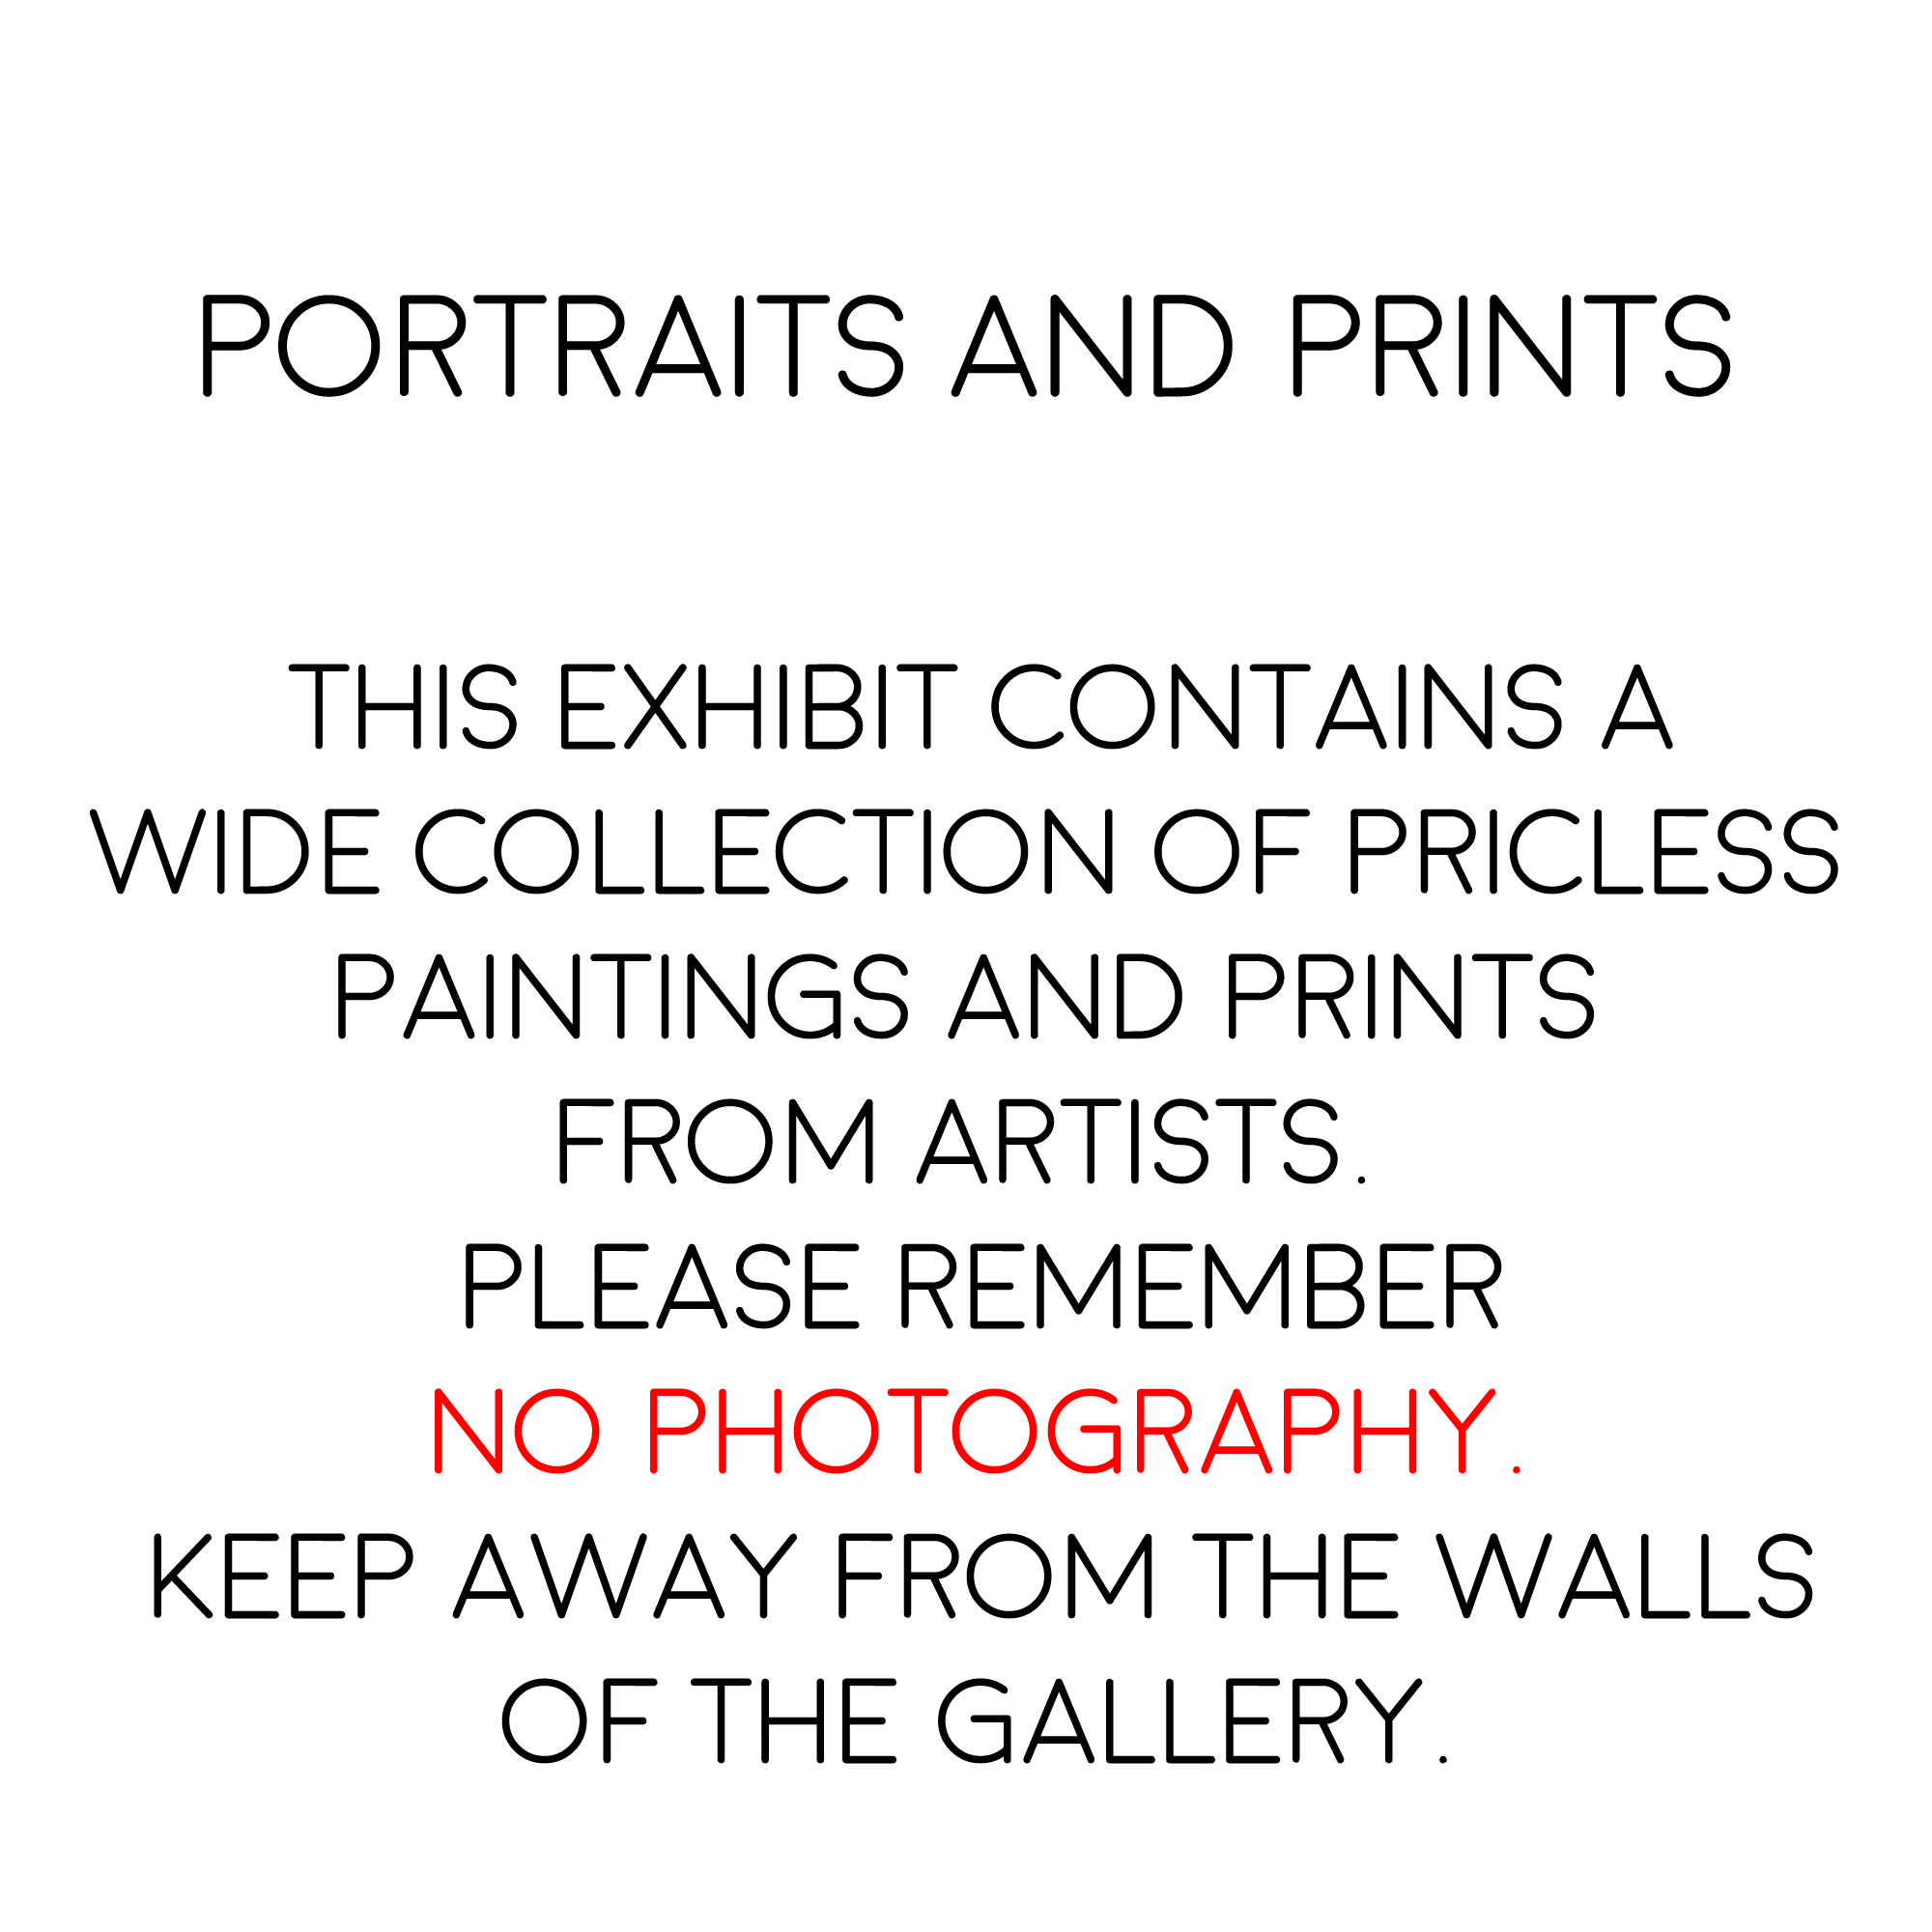 PORTRAITS AND PRINTS
THIS EXHIBIT CONTAINS A
WIDE COLLECTION OF PRICLESS
PAINTINGS AND PRINTS
FROM ARTISTS.
PLEASE REMEMBER
NO PHOTOGRAPHY.
KEEP AWAY FROM THE WALLS
OF THE GALLERY.